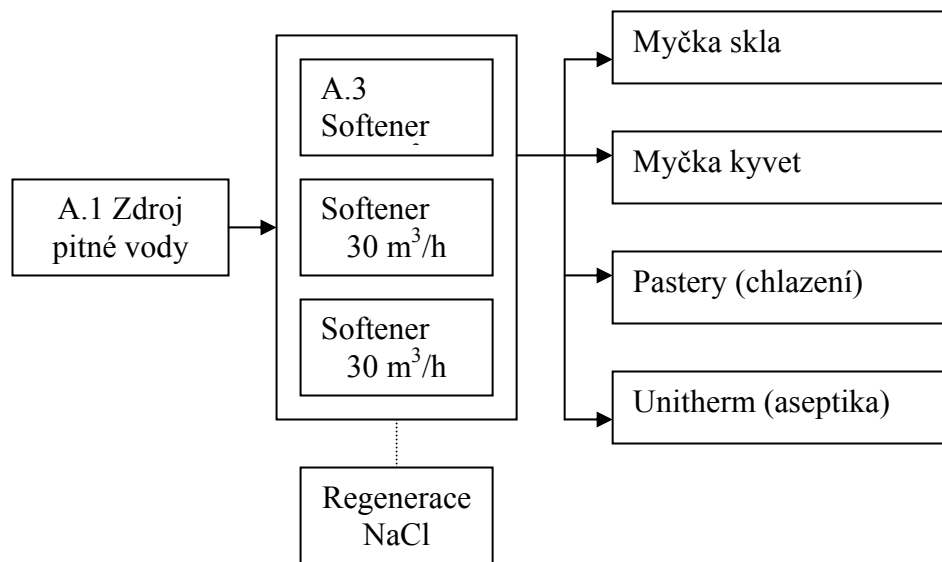 A.1 Zdroj
pitné vody
A.3
Softener
Softener
30 m³/h
Softener
30 m³/h
Regenerace
NaCl
Myčka skla
Myčka kyvet
Pastery (chlazení)
Unitherm (aseptika)